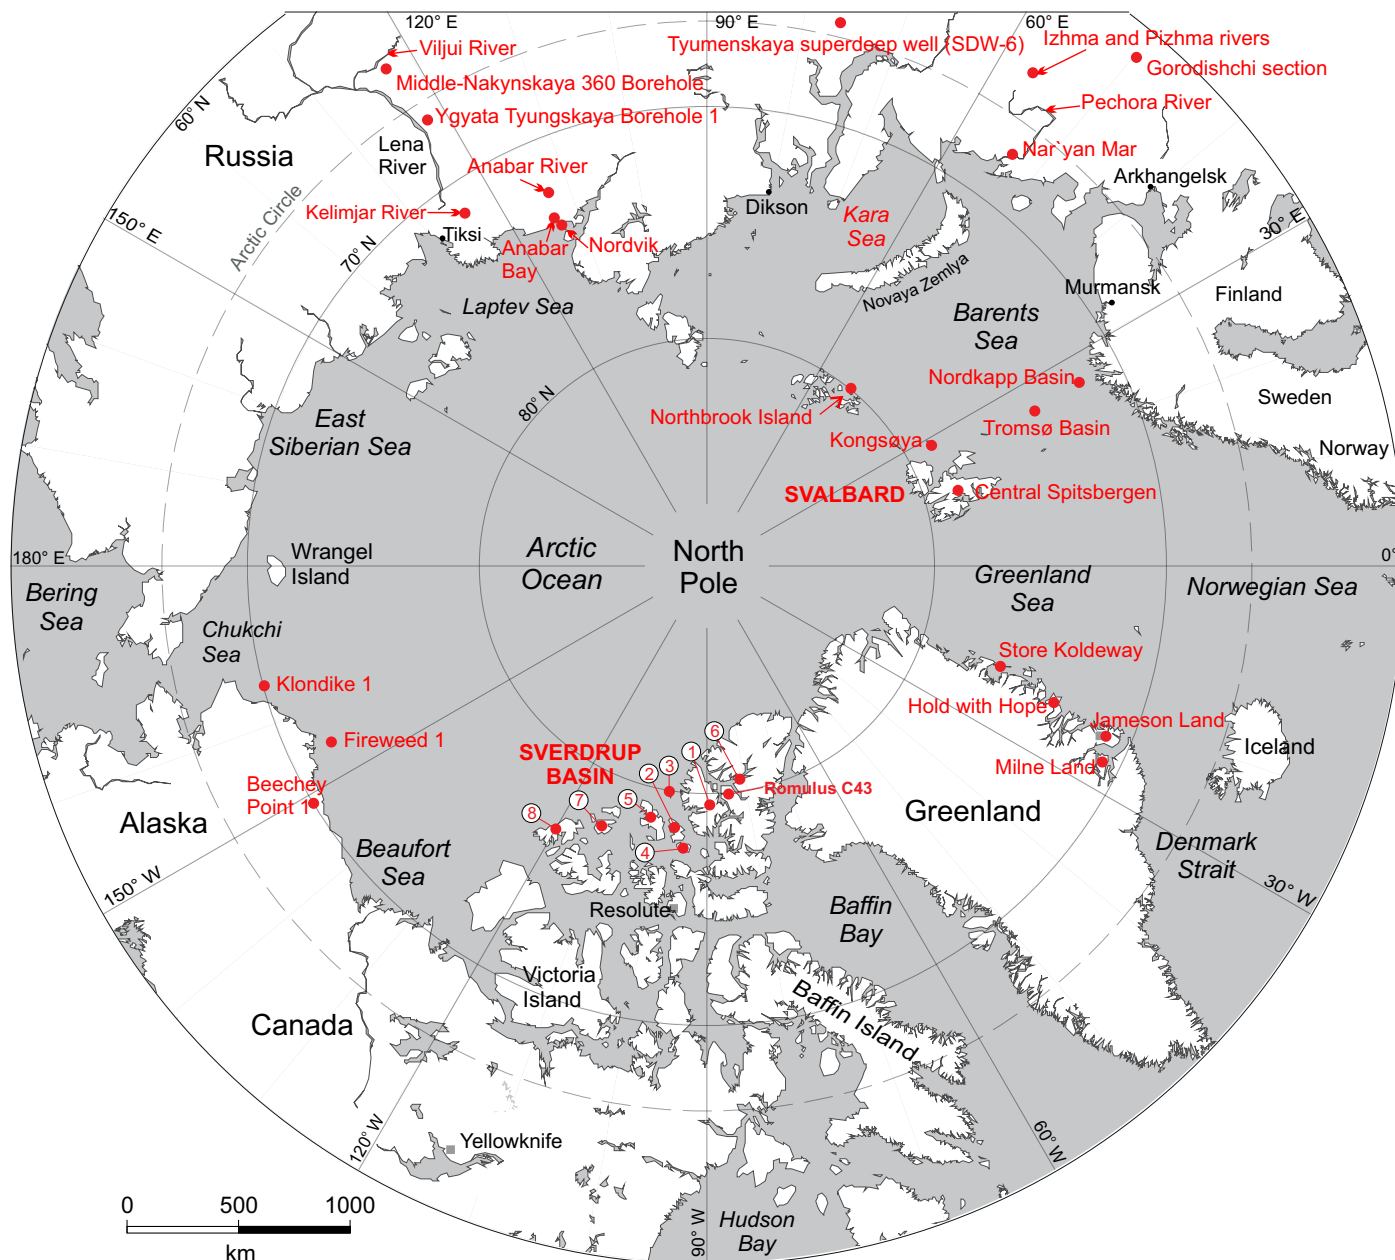 120° E
90° E
60° E
Viljui River
Tyumenskaya superdeep well (SDW-6)
Izhma and Pizhma rivers
Gorodishchi section
Middle-Nakynskaya 360 Borehole
Pechora River
60° N
Ygyata Tyungskaya Borehole 1
Russia
Lena
River
Nar`yan Mar
Anabar River
Arkhangelsk
Arctic Circle
150° E
Kelimjar River
Dikson
Kara
Sea
30° E
70° N
Tiksi
Anabar
Bay
Nordvik
Novaya Zemlya
Murmansk
Finland
Laptev Sea
Barents
Sea
Nordkapp Basin
80° N
Sweden
East
Siberian Sea
Northbrook Island
Tromsø Basin
Kongsøya
Norway
SVALBARD
Central Spitsbergen
180° E
Wrangel
Island
Arctic
Ocean
North
Pole
0°
Bering
Sea
Greenland
Sea
Norwegian Sea
Chukchi
Sea
Store Koldeway
Klondike 1
Hold with Hope
Jameson Land
Fireweed 1
SVERDRUP
BASIN
1
2
3
6
Iceland
Milne Land
Beechey
Point 1
Romulus C43
Alaska
8
7
5
Greenland
4
Beaufort
Sea
Denmark
Strait
150° W
30° W
Resolute
Baffin
Bay
Victoria
Island
Baffin Island
Canada
120° W
Yellowknife
60° W
0
500
1000
km
90° W
Hudson
Bay